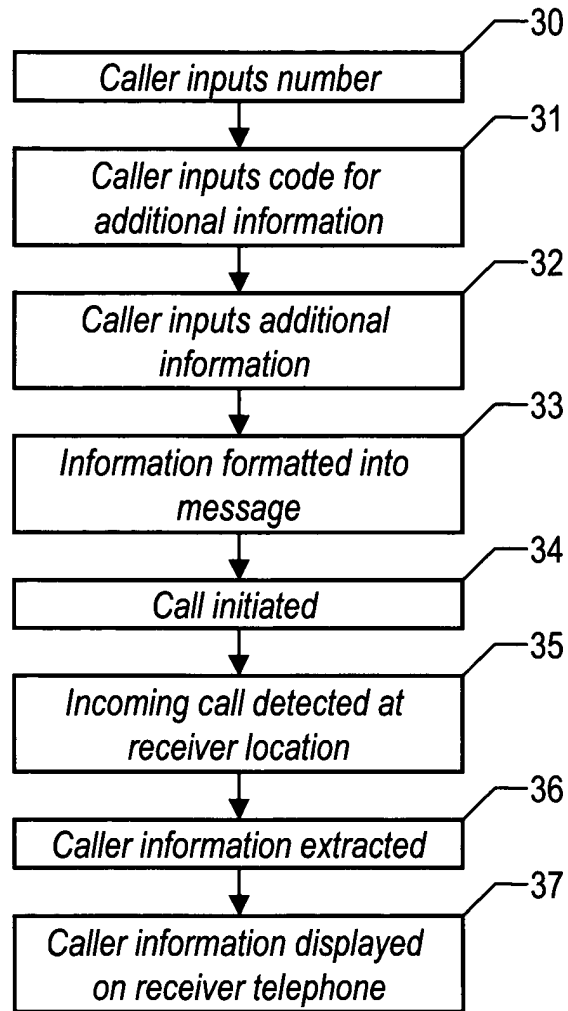 30
Caller inputs number
31
Caller inputs code for
additional information
32
Caller inputs additional
information
33
Information formatted into
message
34
Call initiated
35
Incoming call detected at
receiver location
36
Caller information extracted
37
Caller information displayed
on receiver telephone